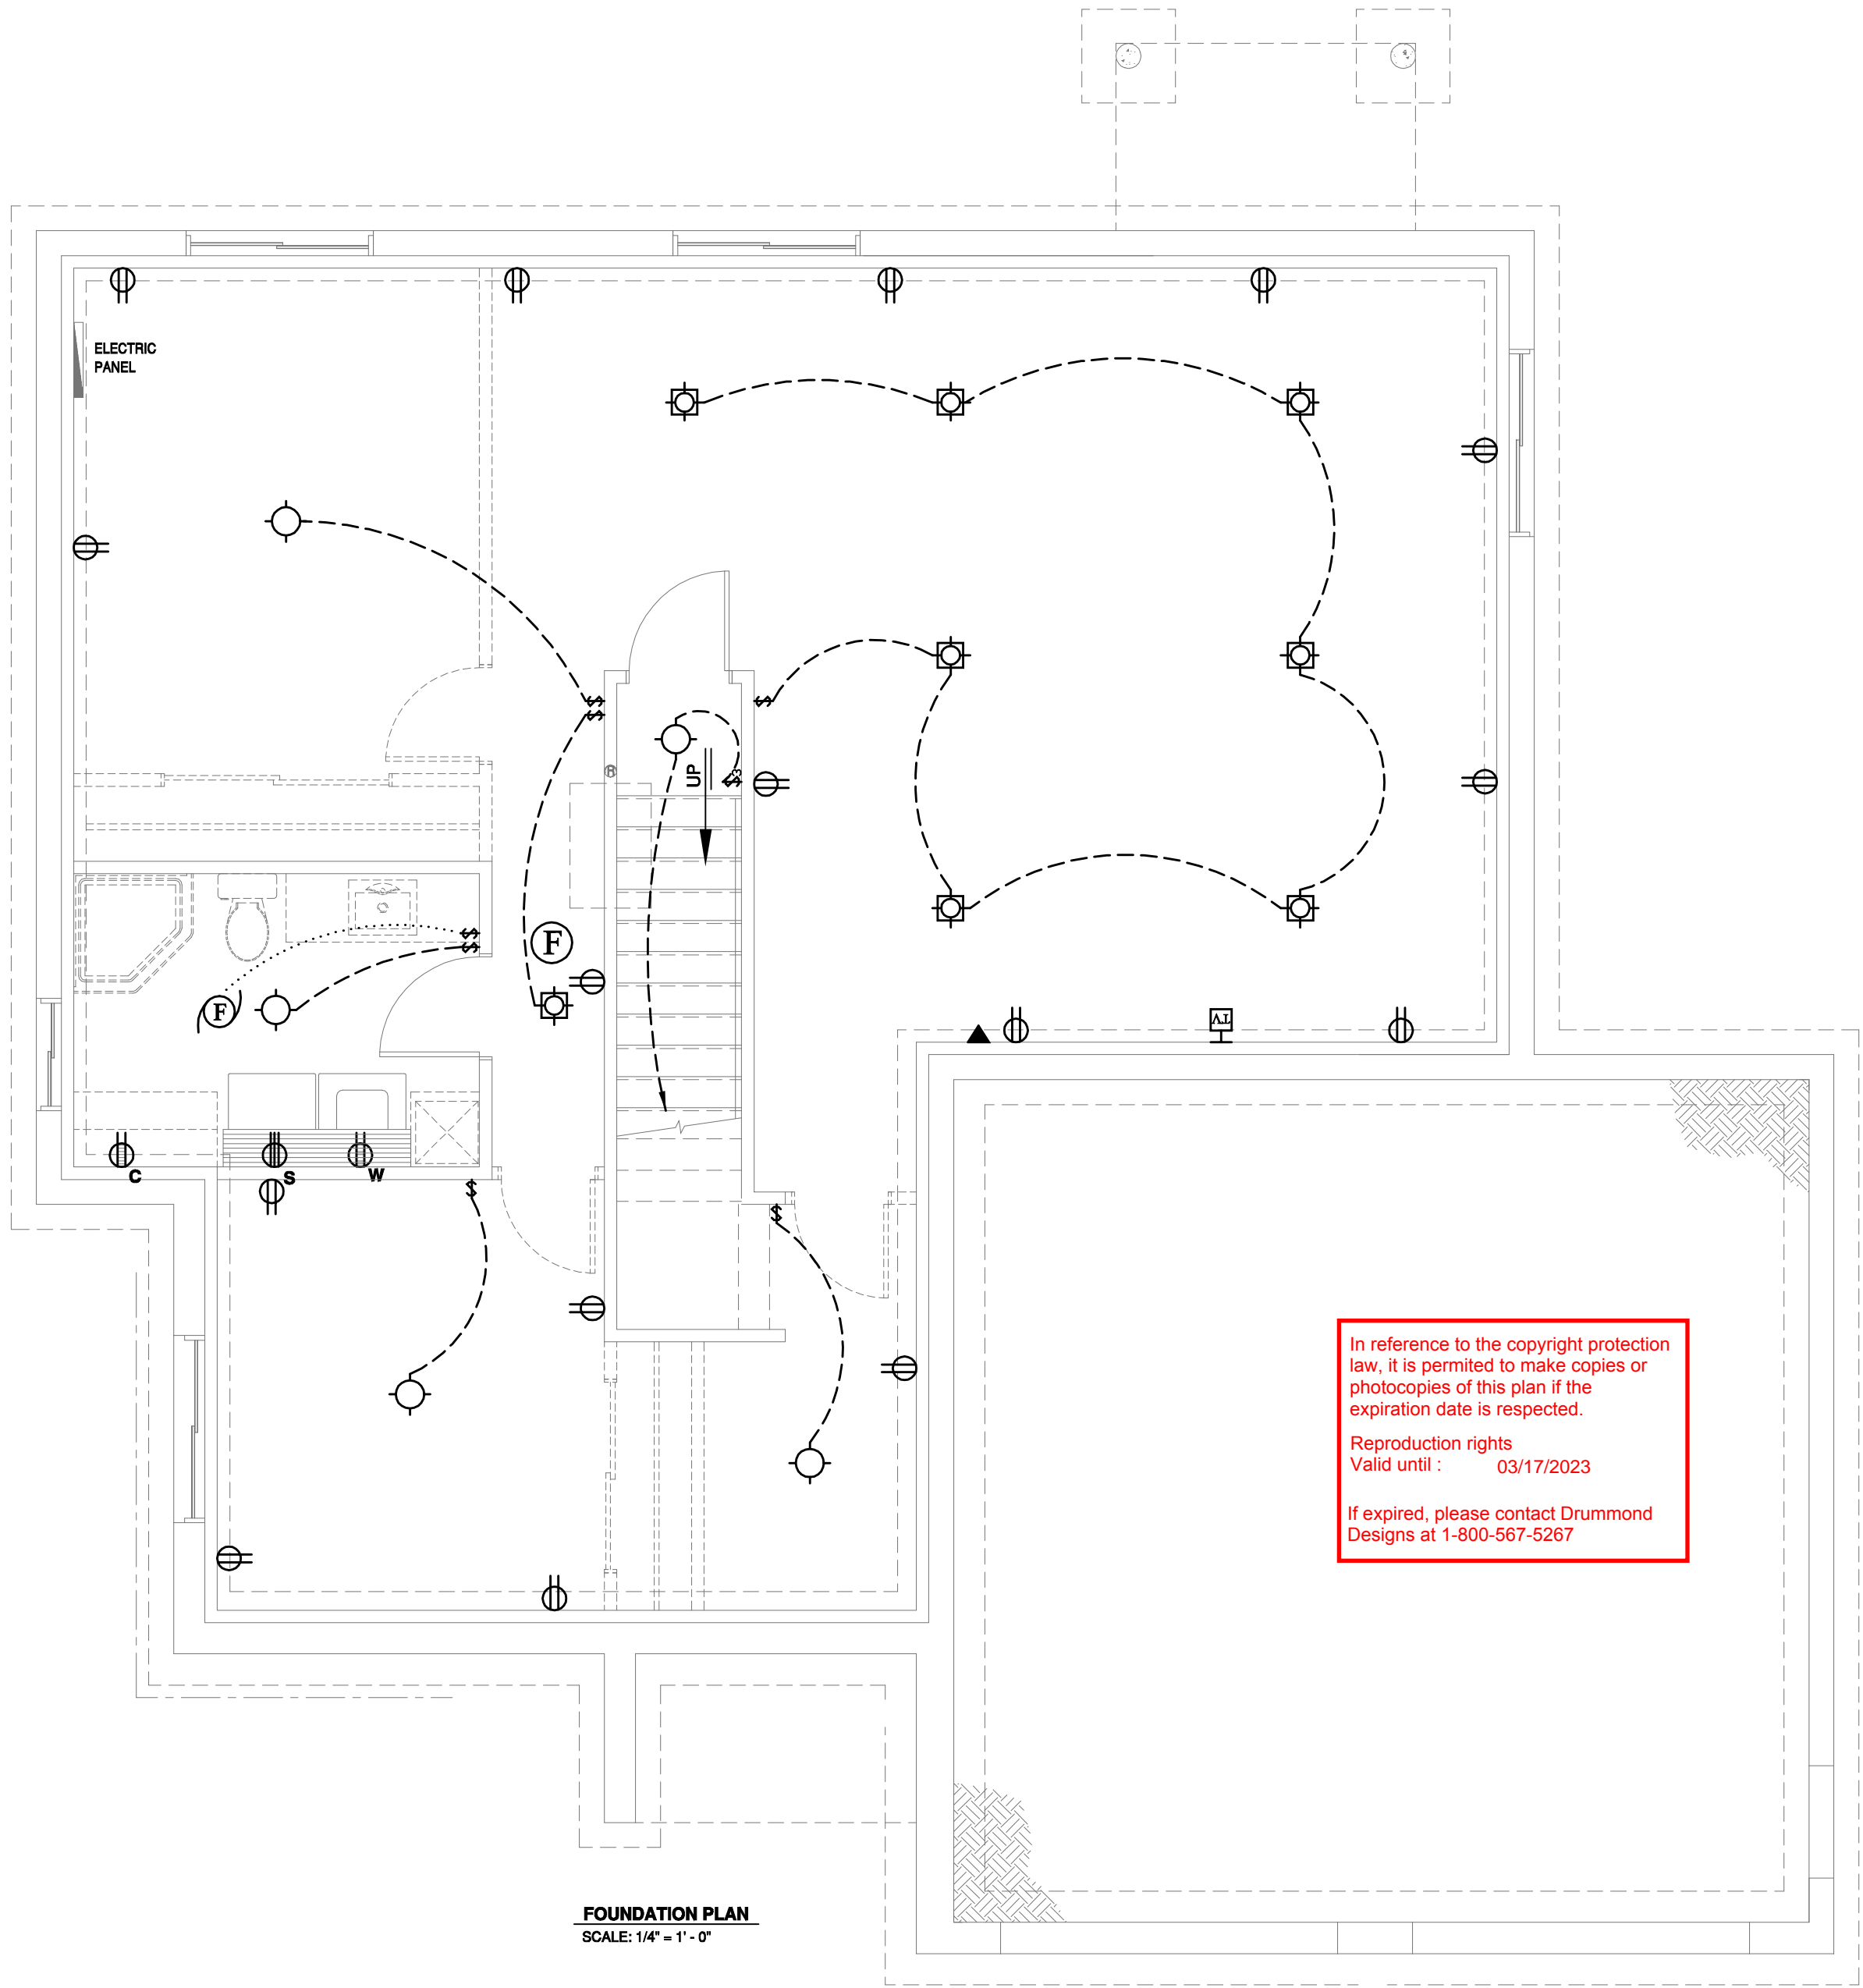 ELECTRIC
PANEL
$
$
$
UP
$3
®
$
$
F
F
TV
C
S
W
$
$
In reference to the copyright protection
law, it is permited to make copies or
photocopies of this plan if the
expiration date is respected.
Reproduction rights
Valid until : 03/17/2023
If expired, please contact Drummond
Designs at 1-800-567-5267
FOUNDATION PLAN
SCALE: 1/4" = 1' - 0"